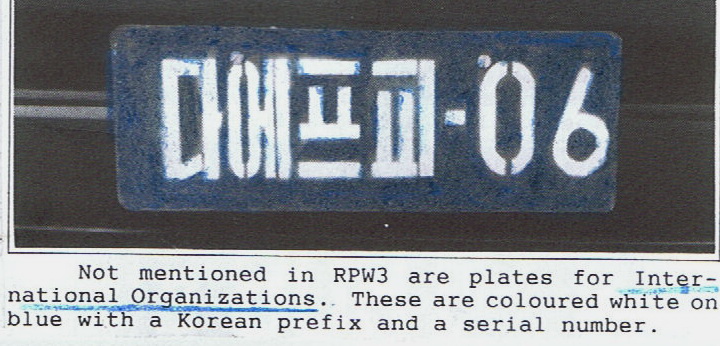 다에프피-06
Not mentioned in RPW3 are plates for Inter-
national Organizations. These are coloured white on
blue with a Korean prefix and a serial number.